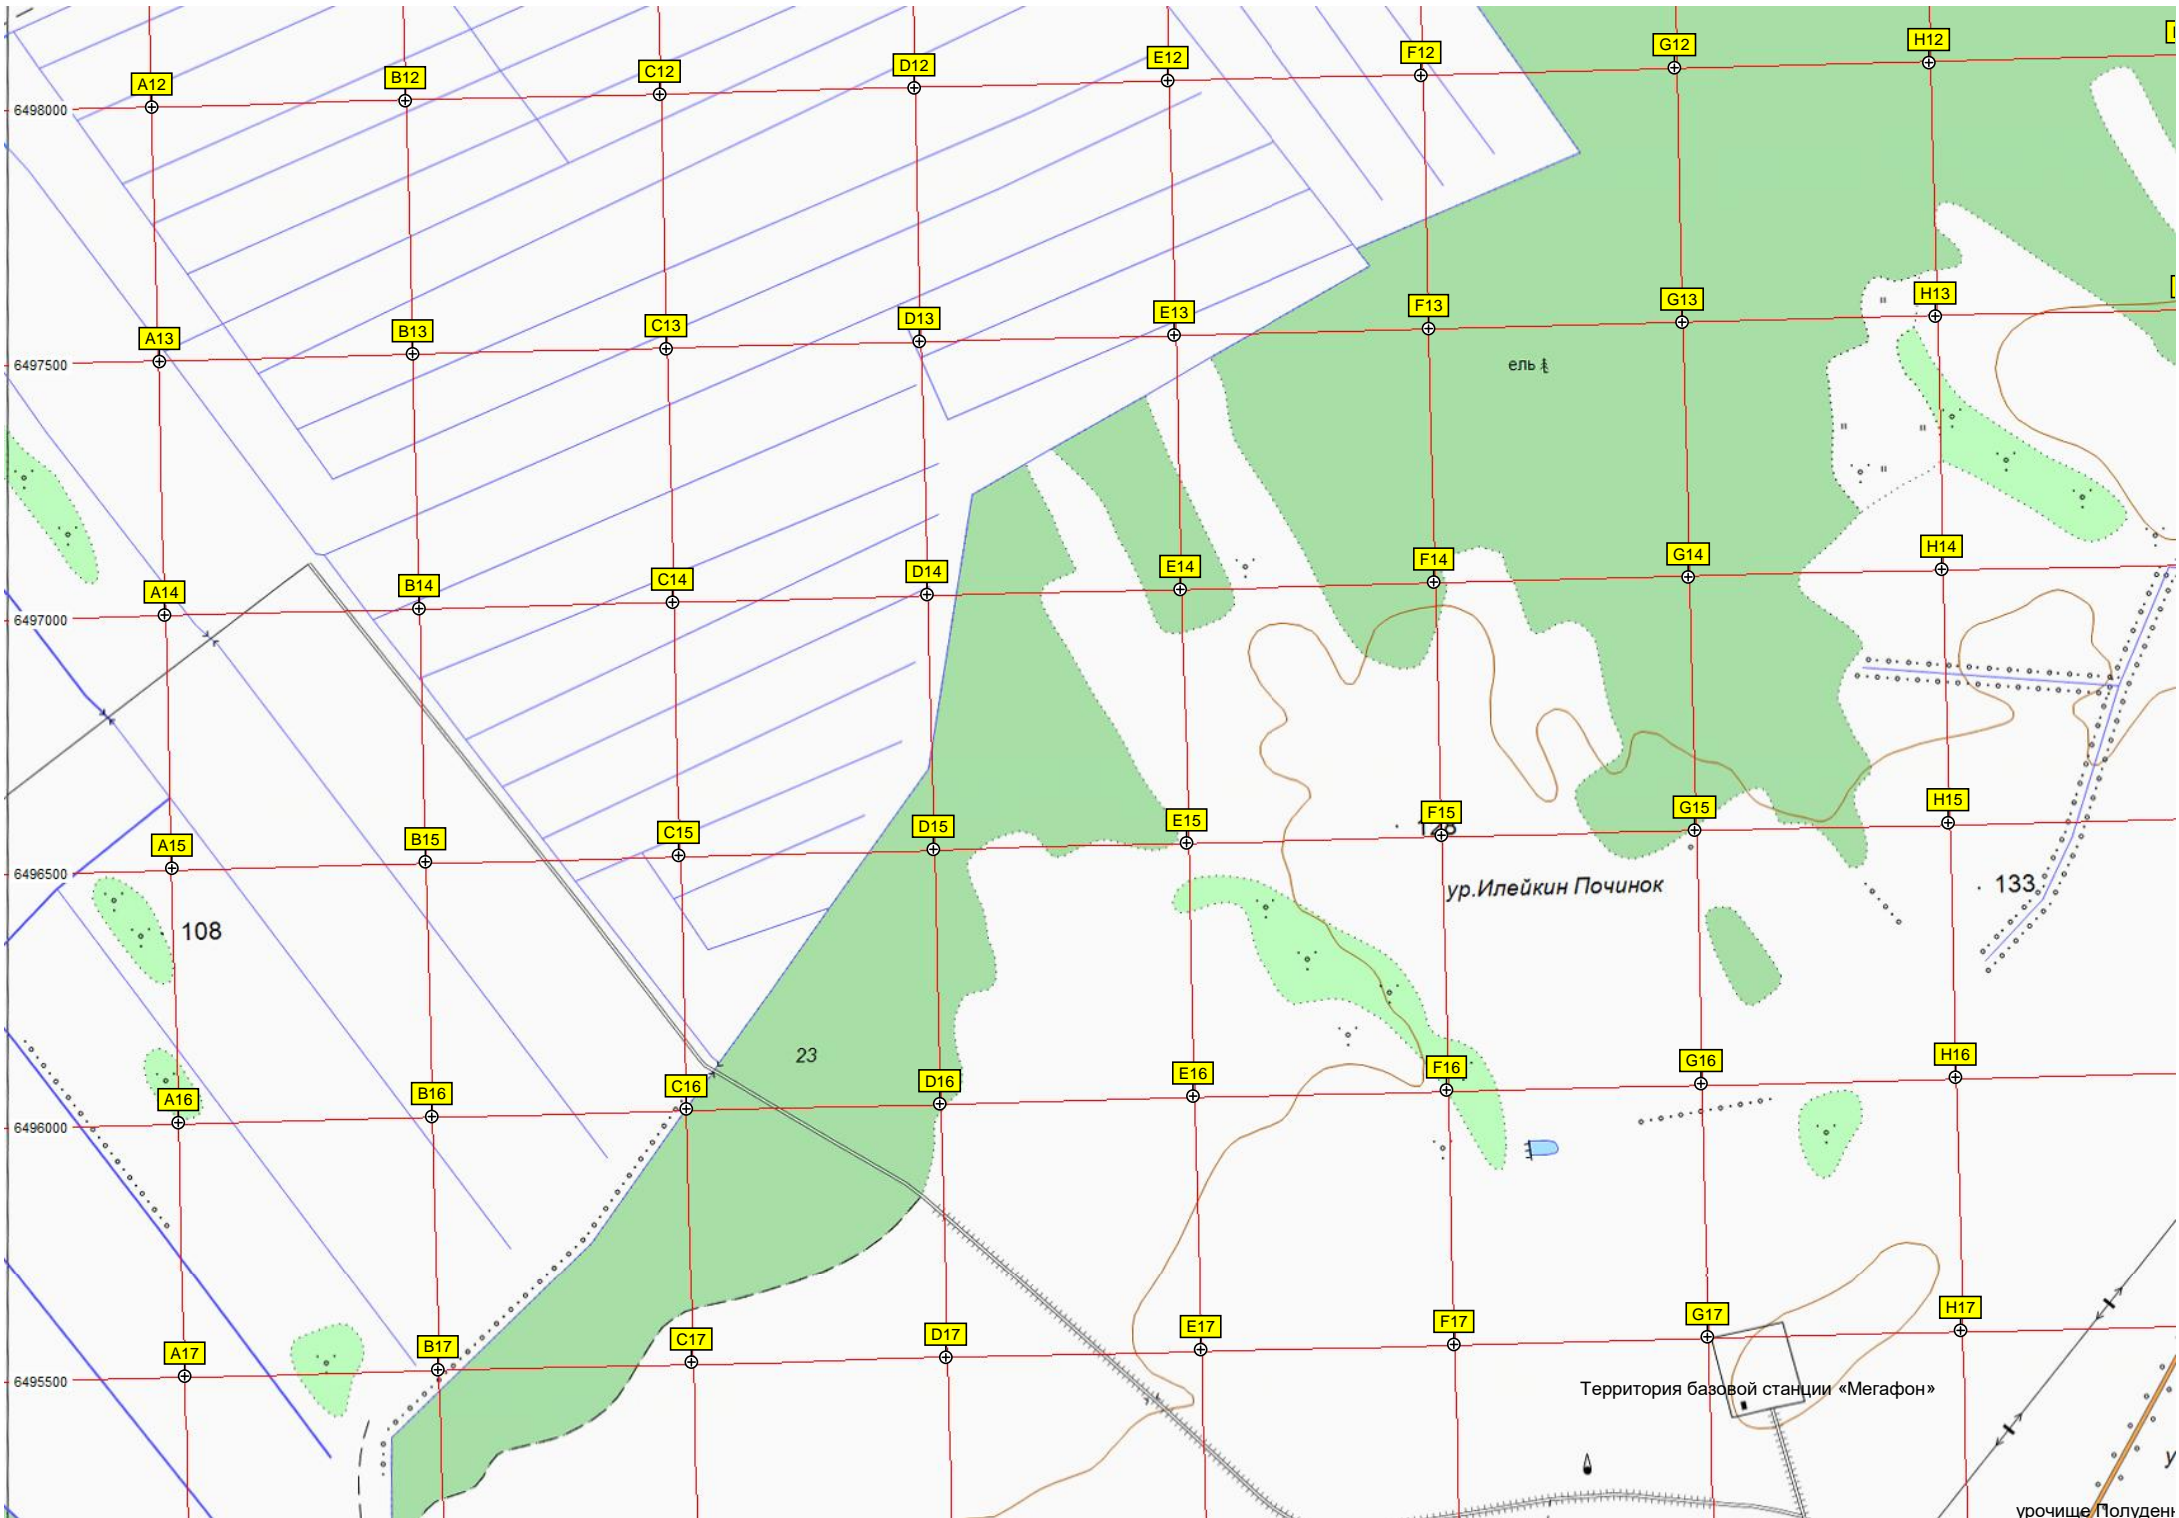 A12 B12 C12 D12 E12 F12 G12 H12
6498000
A13 B13 C13 D13 E13 F13 G13 H13
6497500
ель
A14 B14 C14 D14 E14 F14 G14 H14
6497000
A15 B15 C15 D15 E15 F15 G15 H15
6496500
ур.Илейкин Починок
133
108
23
A16 B16 C16 D16 E16 F16 G16 H16
6496000
A17 B17 C17 D17 E17 F17 G17 H17
6495500
Территория базовой станции «Мегафон»
урочище